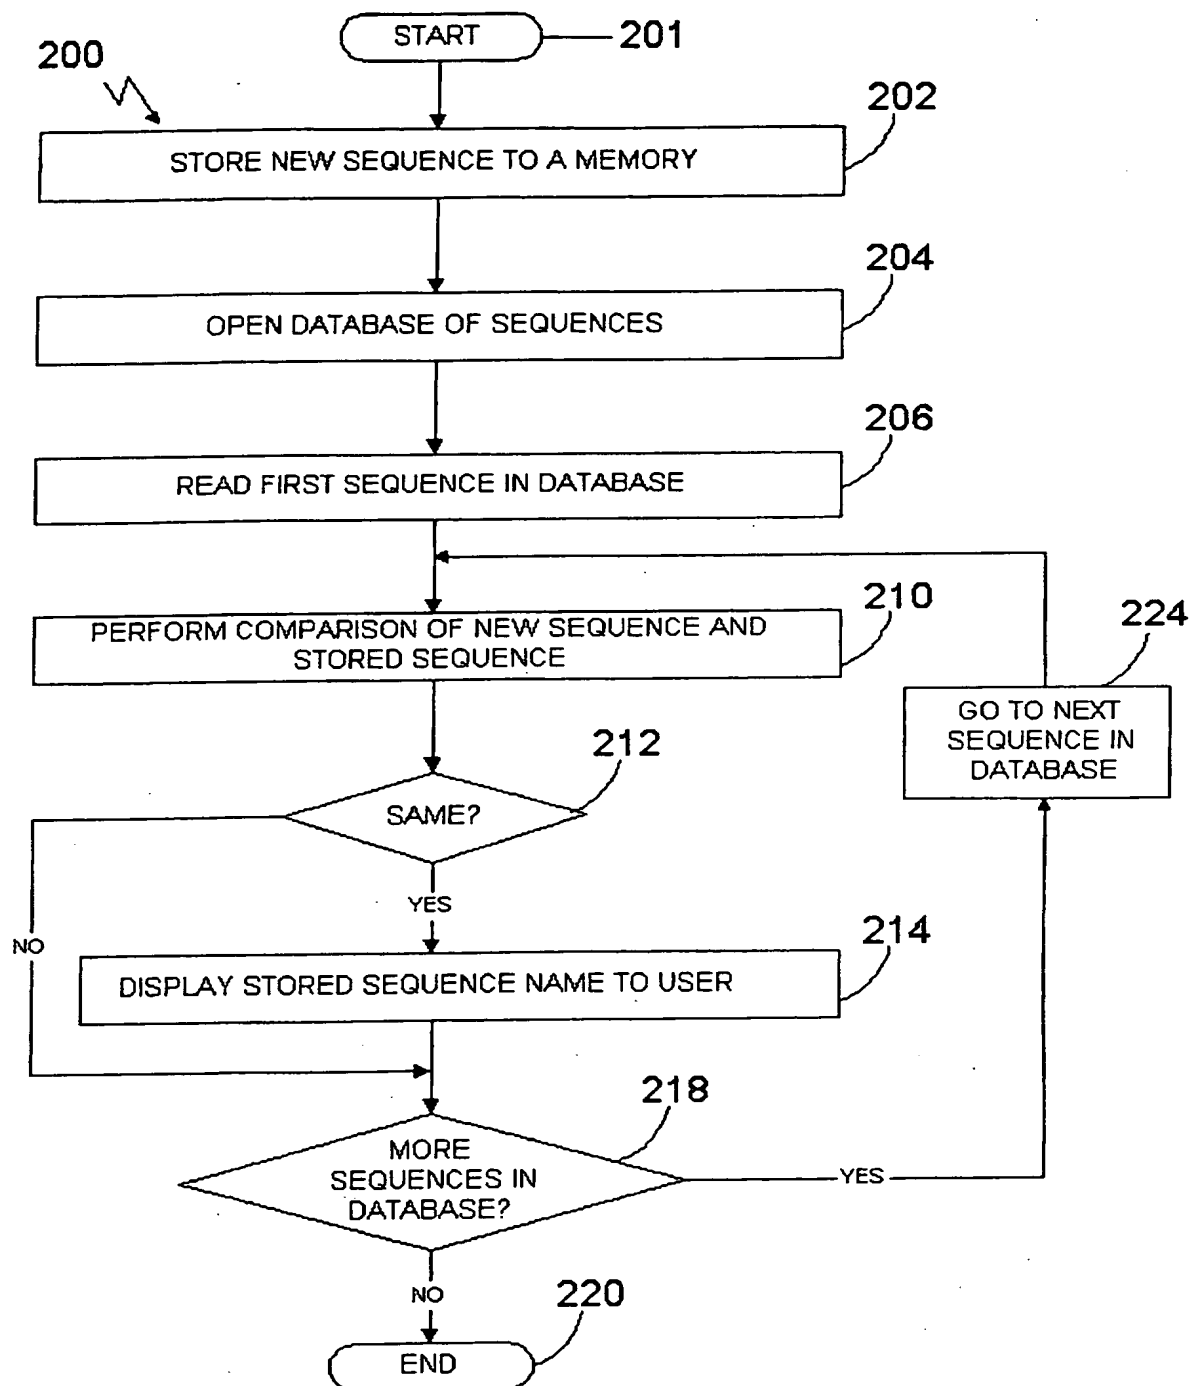 START
201
200
202
STORE NEW SEQUENCE TO A MEMORY
204
OPEN DATABASE OF SEQUENCES
206
READ FIRST SEQUENCE IN DATABASE
210
PERFORM COMPARISON OF NEW SEQUENCE AND
STORED SEQUENCE
224
GO TO NEXT
SEQUENCE IN
DATABASE
212
SAME?
YES
NO
214
DISPLAY STORED SEQUENCE NAME TO USER
218
MORE
SEQUENCES IN
DATABASE?
YES
NO
220
END